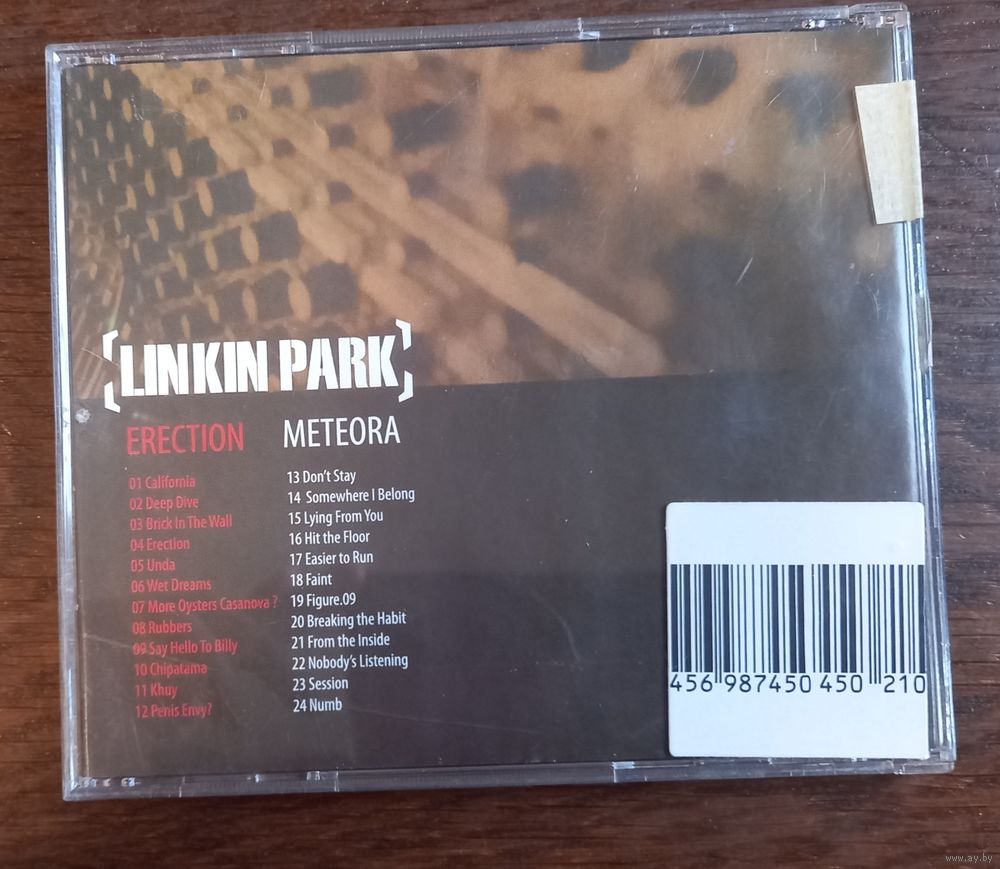 [LINKIN PARK]
ERECTION
01 California
02 Deep Dive
03 Brick In The Wall
04 Erection
05 Unda
06 Wet Dreams
07 More Oysters Casanova ?
08 Rubbers
09 Say Hello To Billy
10 Chipatama
11 Khuy
12 Penis Envy?
METEORA
13 Don't Stay
14 Somewhere I Belong
15 Lying From You
16 Hit the Floor
17 Easier to Run
18 Faint
19 Figure.09
20 Breaking the Habit
21 From the Inside
22 Nobody's Listening
23 Session
24 Numb
456 987450 450 210
www.ay.by